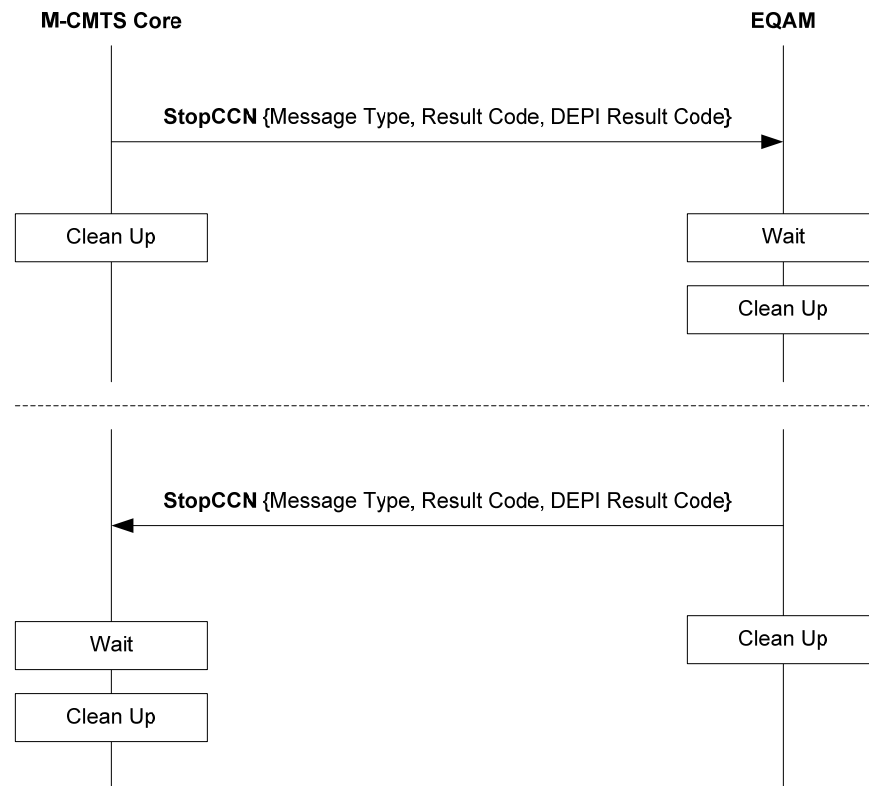 M-CMTS Core
EQAM
StopCCN {Message Type, Result Code, DEPI Result Code}
Clean Up
Wait
Clean Up
StopCCN {Message Type, Result Code, DEPI Result Code}
Wait
Clean Up
Clean Up